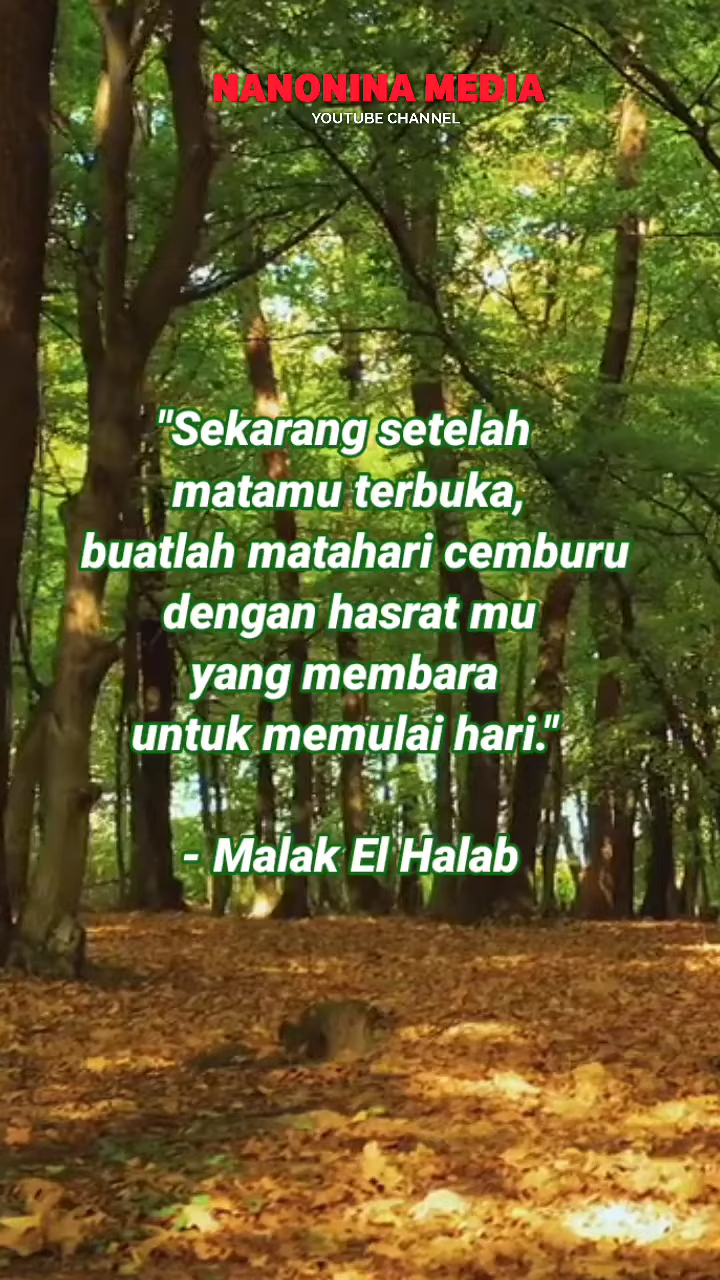 NANONINA MEDIA
YOUTUBE CHANNEL
"Sekarang setelah
matamu terbuka,
buatlah matahari cemburu
dengan hasrat mu
yang membara
untuk memulai hari."
- Malak El Halab